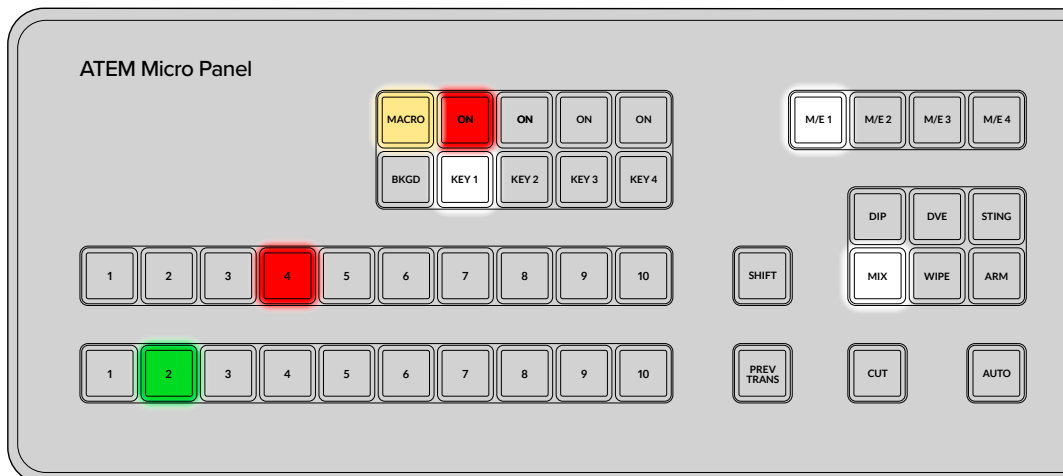 ATEM Micro Panel
MACRO ON ON ON ON
M/E 1 M/E 2 M/E 3 M/E 4
BKGD KEY 1 KEY 2 KEY 3 KEY 4
DIP DVE STING
1 2 3 4 5 6 7 8 9 10
SHIFT
MIX WIPE ARM
1 2 3 4 5 6 7 8 9 10
PREV
TRANS
CUT
AUTO